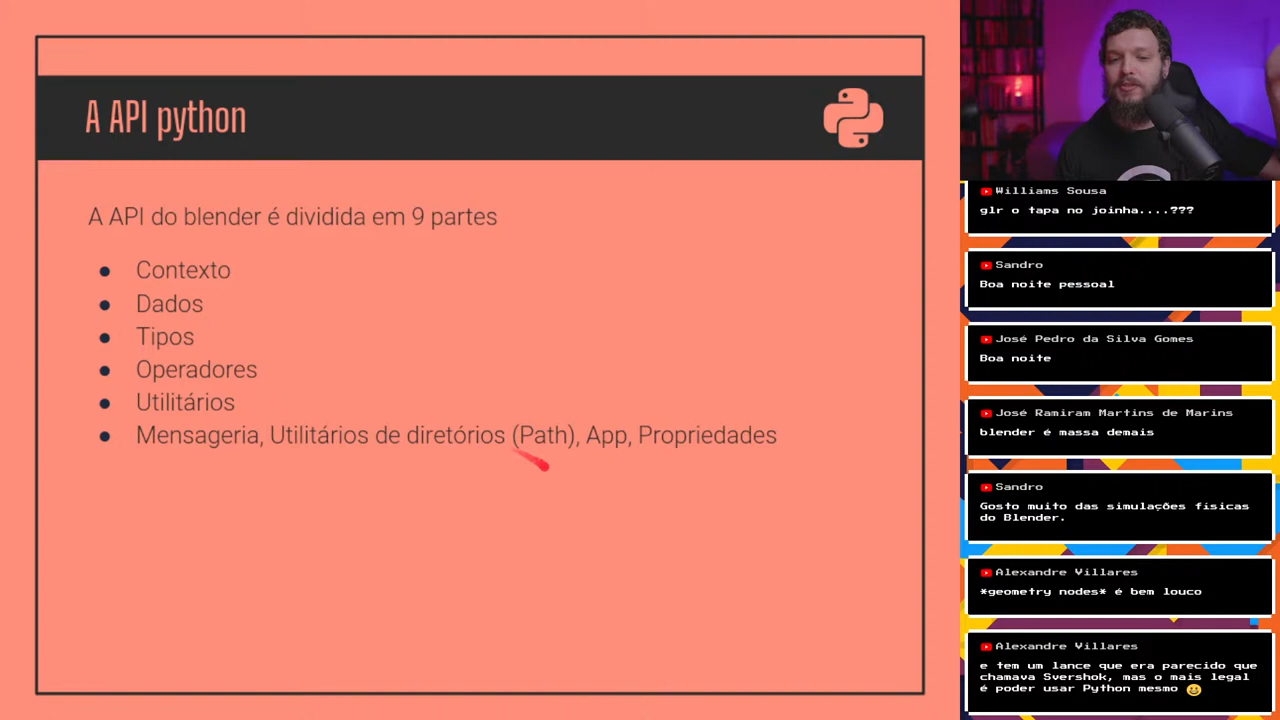 A API python
A API do blender é dividida em 9 partes
● Contexto
● Dados
● Tipos
● Operadores
● Utilitários
● Mensageria, Utilitários de diretórios (Path), App, Propriedades
Williams Sousa
glr o tapa no joinha....???
Sandro
Boa noite pessoal
José Pedro da Silva Gomes
Boa noite
José Ramiram Martins de Marins
blender é massa demais
Sandro
Gosto muito das simulações fisicas
do Blender.
Alexandre Villares
*geometry nodes* é bem louco
Alexandre Villares
e tem um lance que era parecido que
chamava Svershok, mas o mais legal
é poder usar Python mesmo 😃